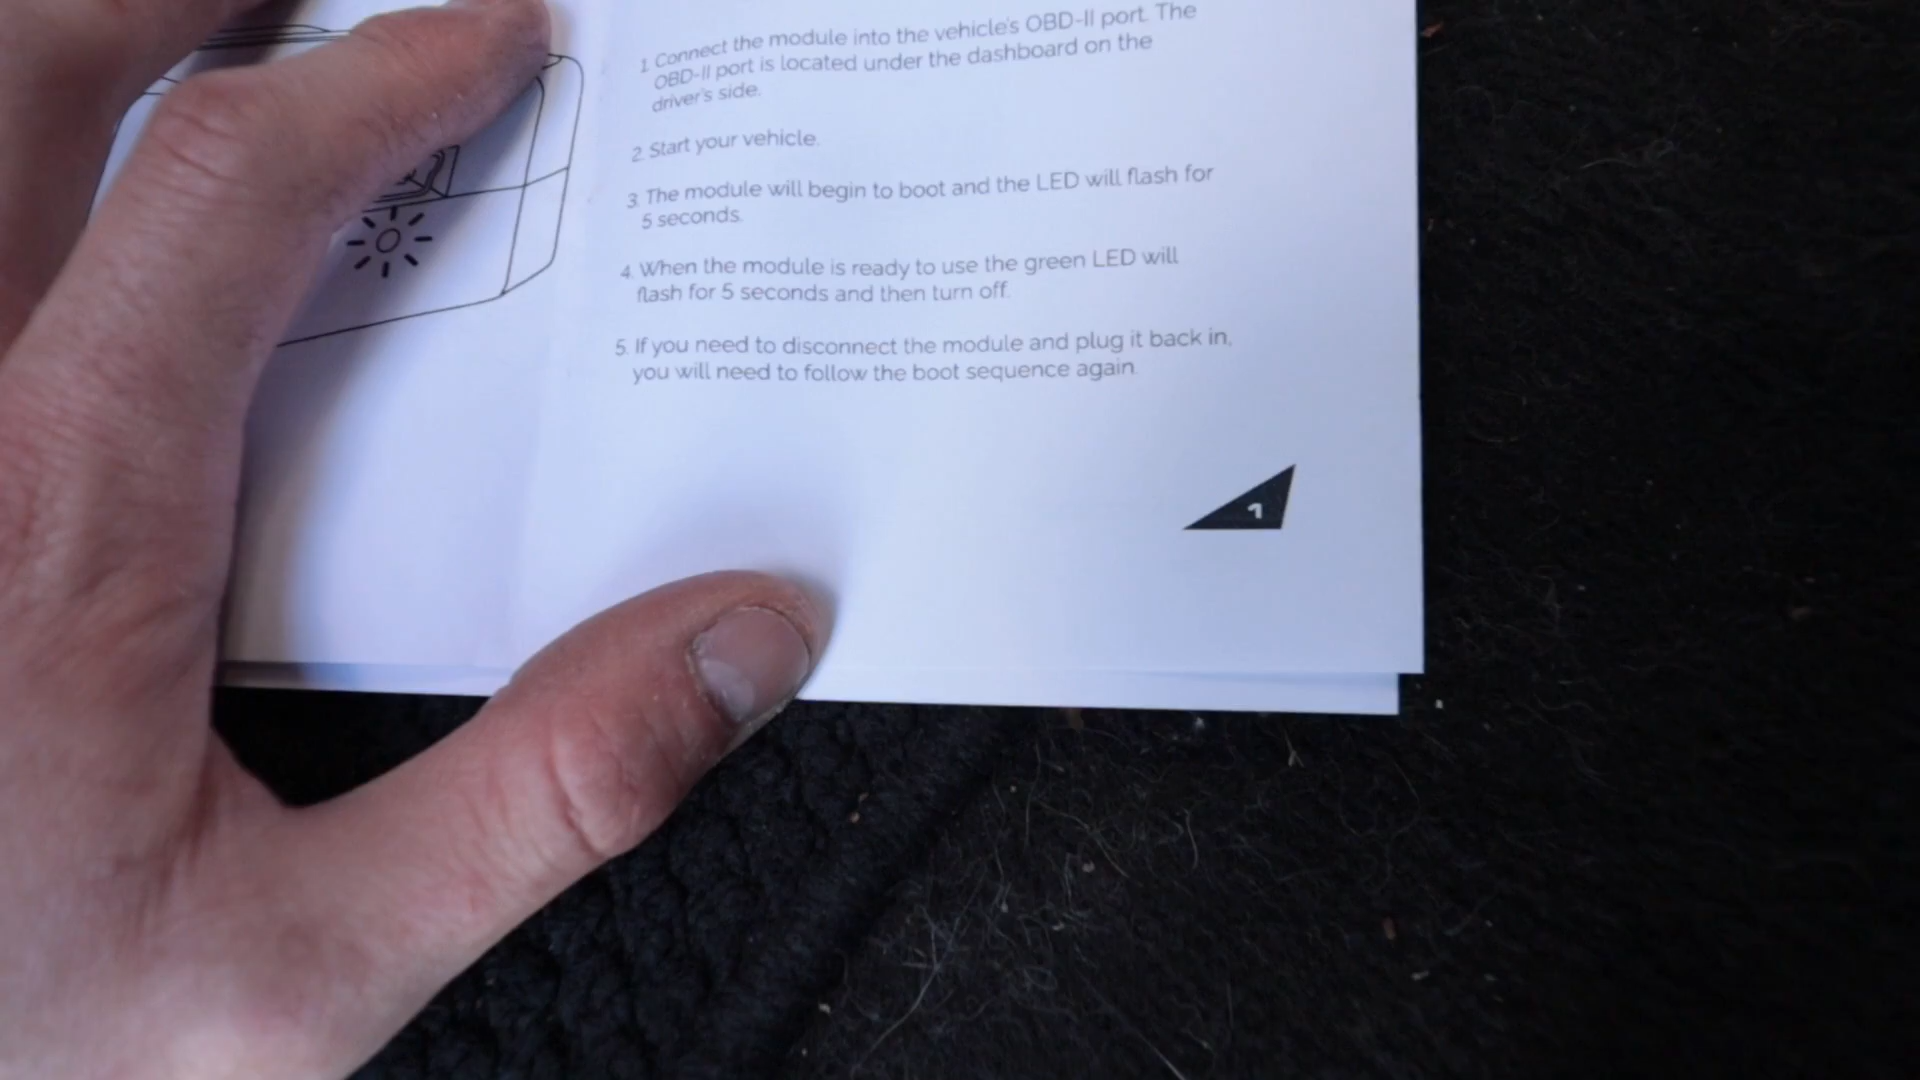 1. Connect the module into the vehicle's OBD-II port. The
OBD-II port is located under the dashboard on the
driver's side.
2. Start your vehicle.
3. The module will begin to boot and the LED will flash for
5 seconds.
4. When the module is ready to use the green LED will
flash for 5 seconds and then turn off.
5. If you need to disconnect the module and plug it back in,
you will need to follow the boot sequence again.
7